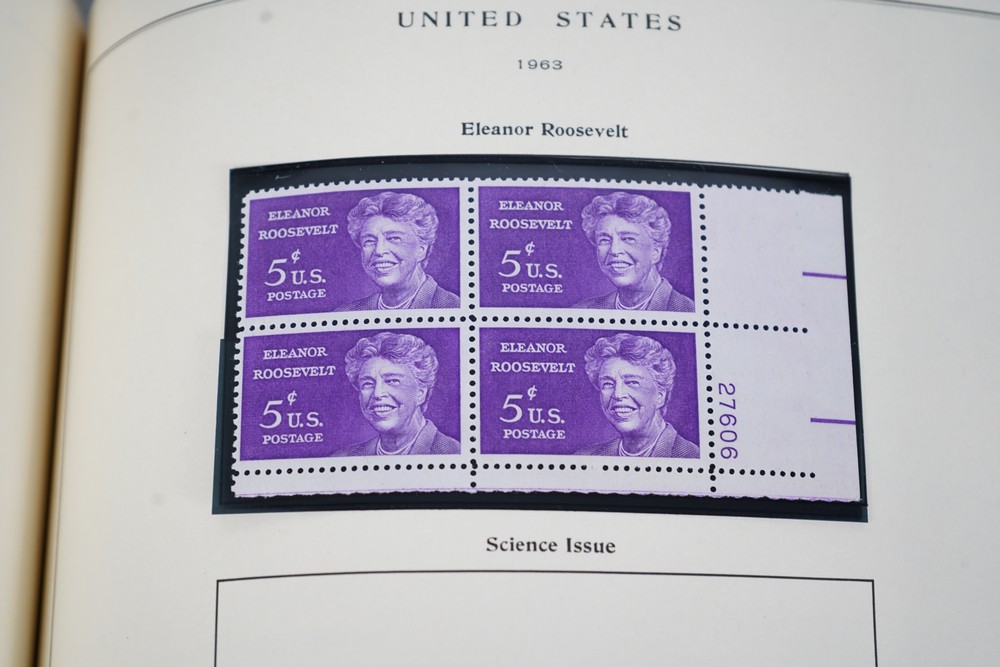 UNITED STATES
1963
Eleanor Roosevelt
ELEANOR
ROOSEVELT
5¢ U.S.
POSTAGE
ELEANOR
ROOSEVELT
5¢ U.S.
POSTAGE
ELEANOR
ROOSEVELT
5¢ U.S.
POSTAGE
ELEANOR
ROOSEVELT
5¢ U.S.
POSTAGE
27606
Science Issue